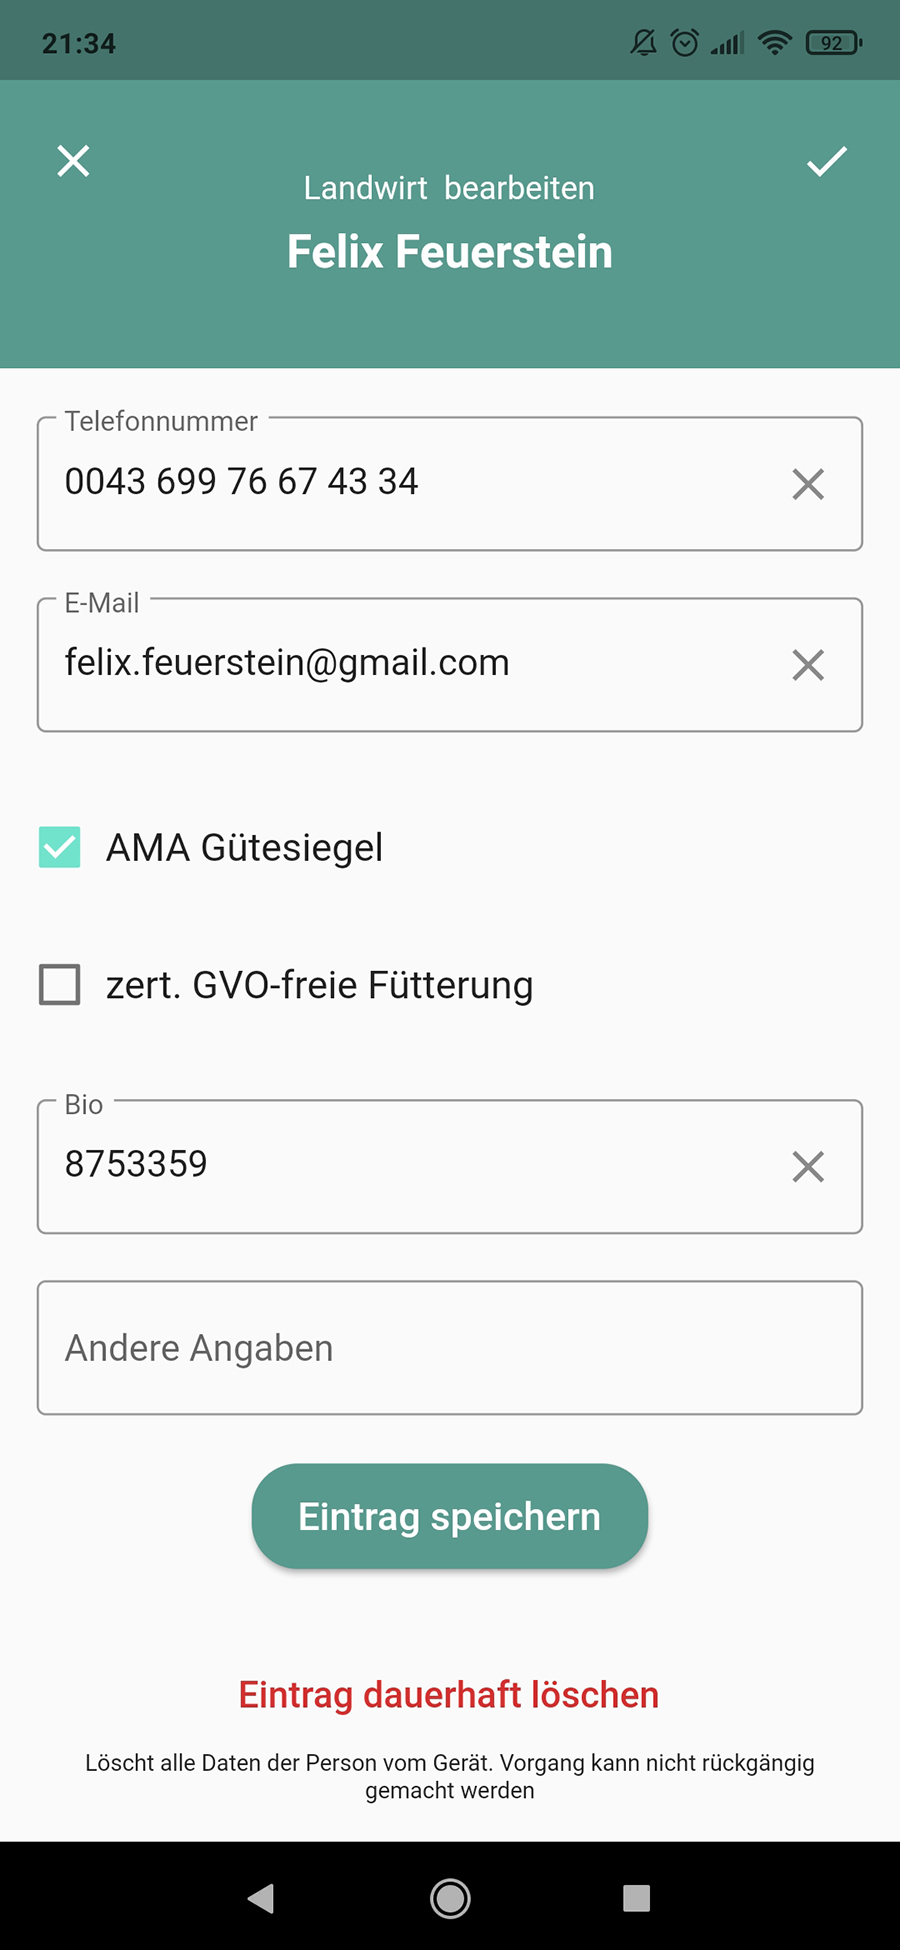 21:34
92
Landwirt bearbeiten
Felix Feuerstein
Telefonnummer
0043 699 76 67 43 34
E-Mail
felix.feuerstein@gmail.com
AMA Gütesiegel
zert. GVO-freie Fütterung
Bio
8753359
Andere Angaben
Eintrag speichern
Eintrag dauerhaft löschen
Löscht alle Daten der Person vom Gerät. Vorgang kann nicht rückgängig
gemacht werden